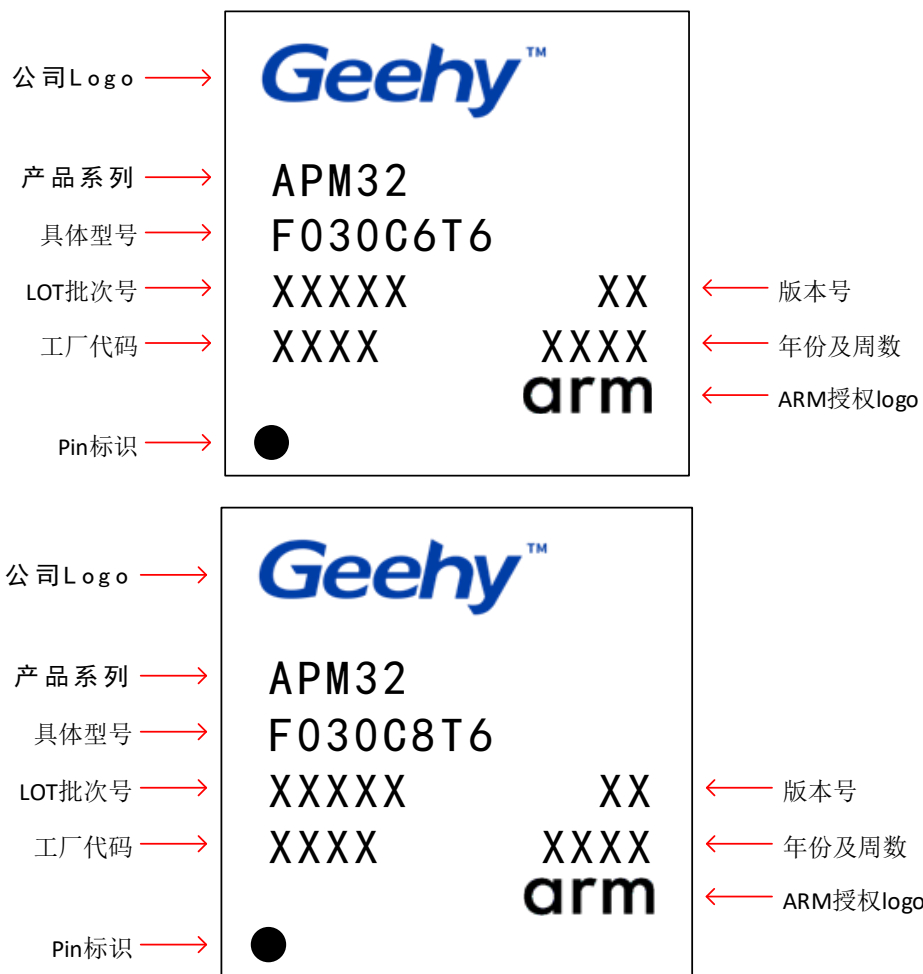 公司Logo Geehy™
产品系列 APM32
具体型号 F030C6T6
LOT批次号 XXXXX XX 版本号
工厂代码 XXXX XXXX 年份及周数
arm ARM授权logo
Pin标识
公司Logo Geehy™
产品系列 APM32
具体型号 F030C8T6
LOT批次号 XXXXX XX 版本号
工厂代码 XXXX XXXX 年份及周数
arm ARM授权logo
Pin标识